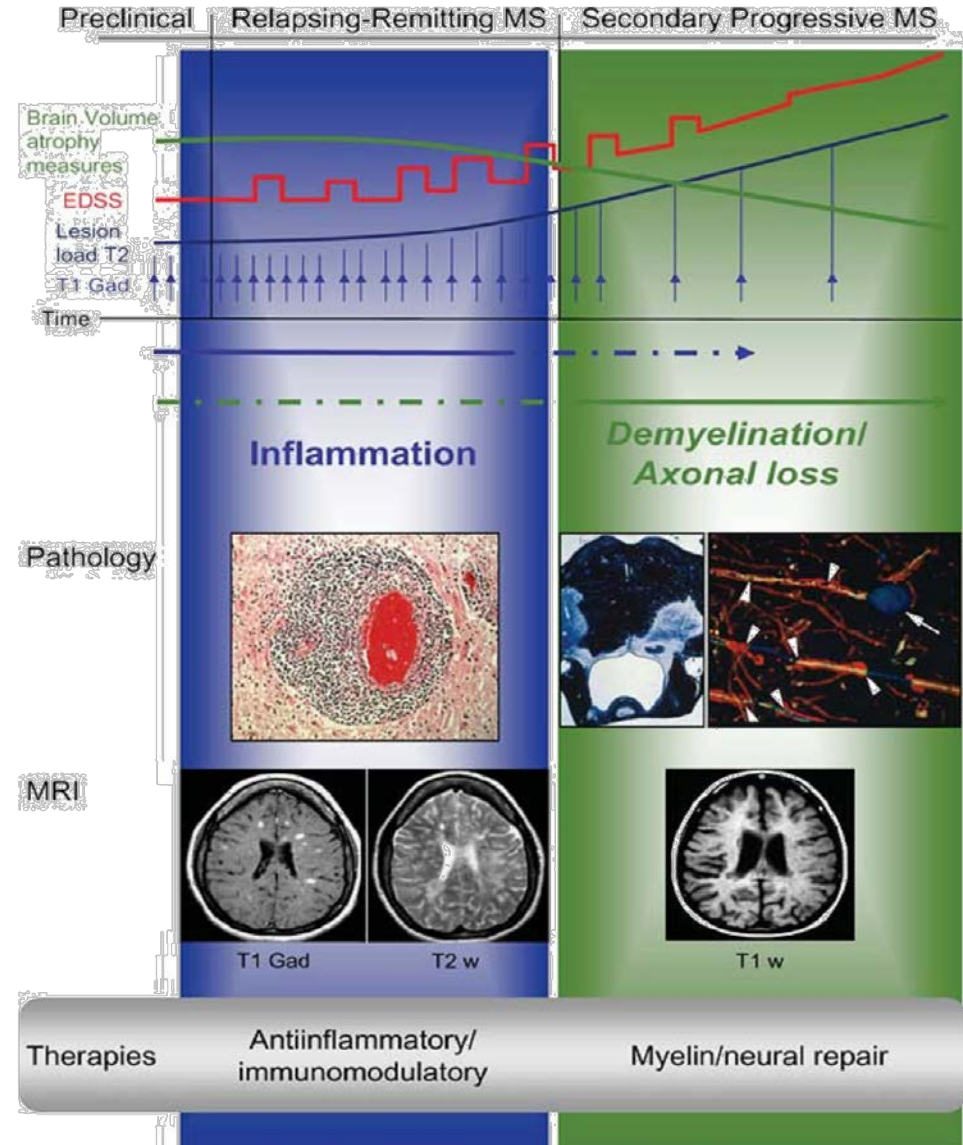 Preclinical Relapsing-Remitting MS Secondary Progressive MS
Brain Volume
atrophy
measures
EDSS
Lesion
load T2
T1 Gad
Time
Inflammation
Demyelination/
Axonal loss
Pathology
MRI
T1 Gad T2 w T1 w
Therapies
Antiinflammatory/
immunomodulatory
Myelin/neural repair